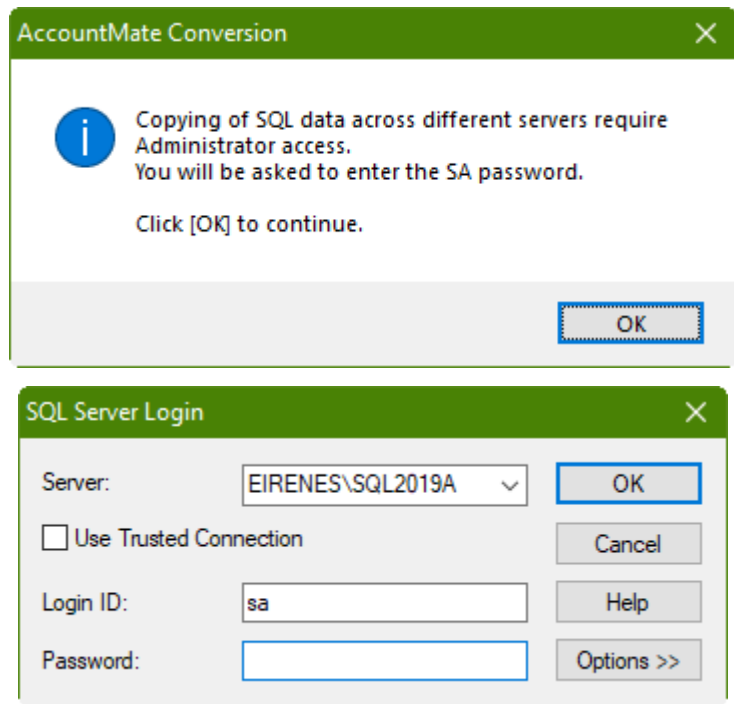 AccountMate Conversion
Copying of SQL data across different servers require
Administrator access.
You will be asked to enter the SA password.
Click [OK] to continue.
OK
SQL Server Login
Server:
EIRENES\SQL2019A
OK
Use Trusted Connection
Cancel
Login ID:
sa
Help
Password:
Options >>